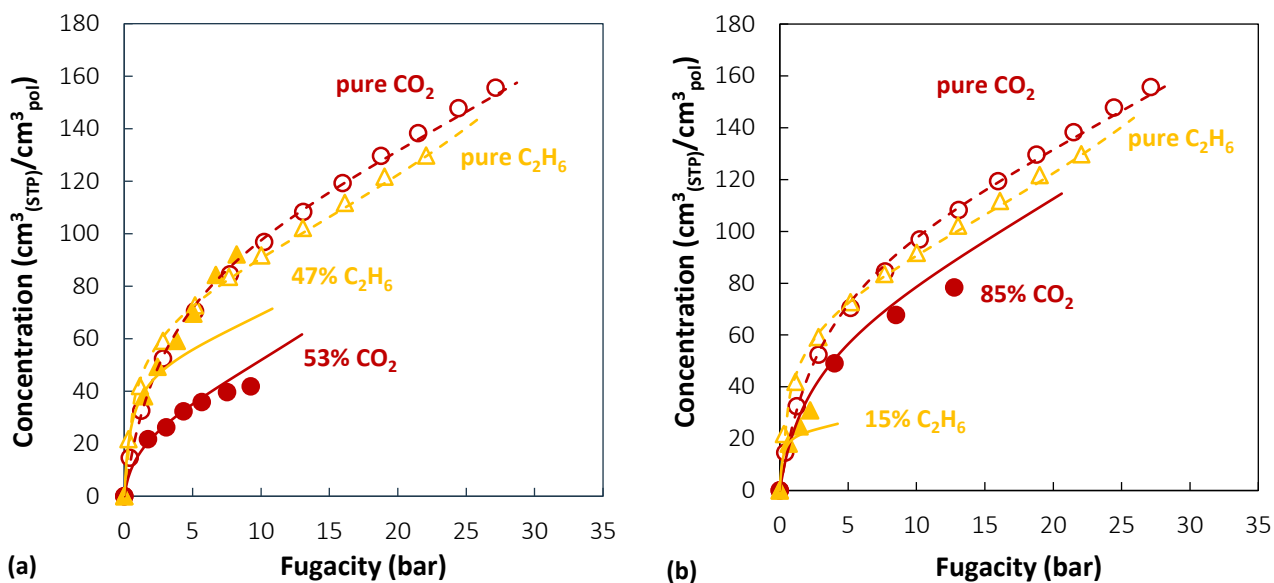 180
160
140
120
100
80
60
40
20
0
Concentration (cm³(STP)/cm³pol)
pure CO₂
pure C₂H₆
47% C₂H₆
53% CO₂
0 5 10 15 20 25 30 35
Fugacity (bar)
(a)
180
160
140
120
100
80
60
40
20
0
Concentration (cm³(STP)/cm³pol)
pure CO₂
pure C₂H₆
85% CO₂
15% C₂H₆
0 5 10 15 20 25 30 35
Fugacity (bar)
(b)